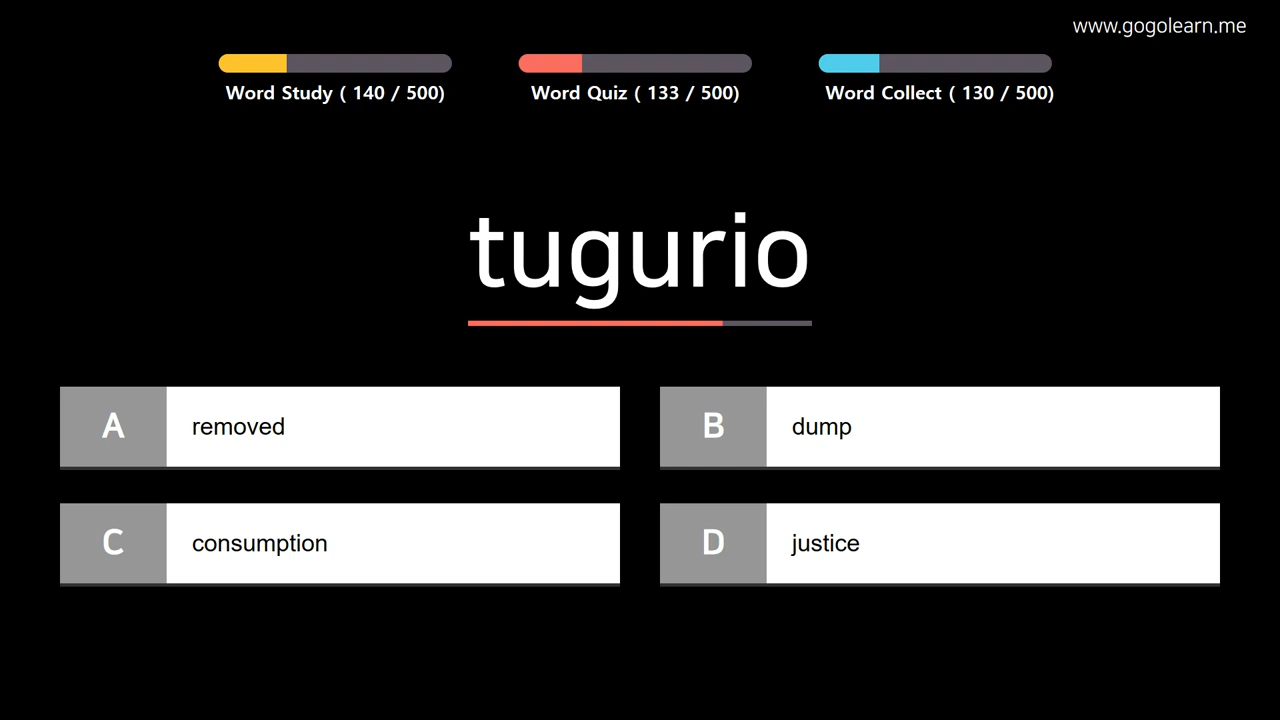 www.gogolearn.me
Word Study ( 140 / 500)
Word Quiz ( 133 / 500)
Word Collect ( 130 / 500)
tugurio
A removed
B dump
C consumption
D justice